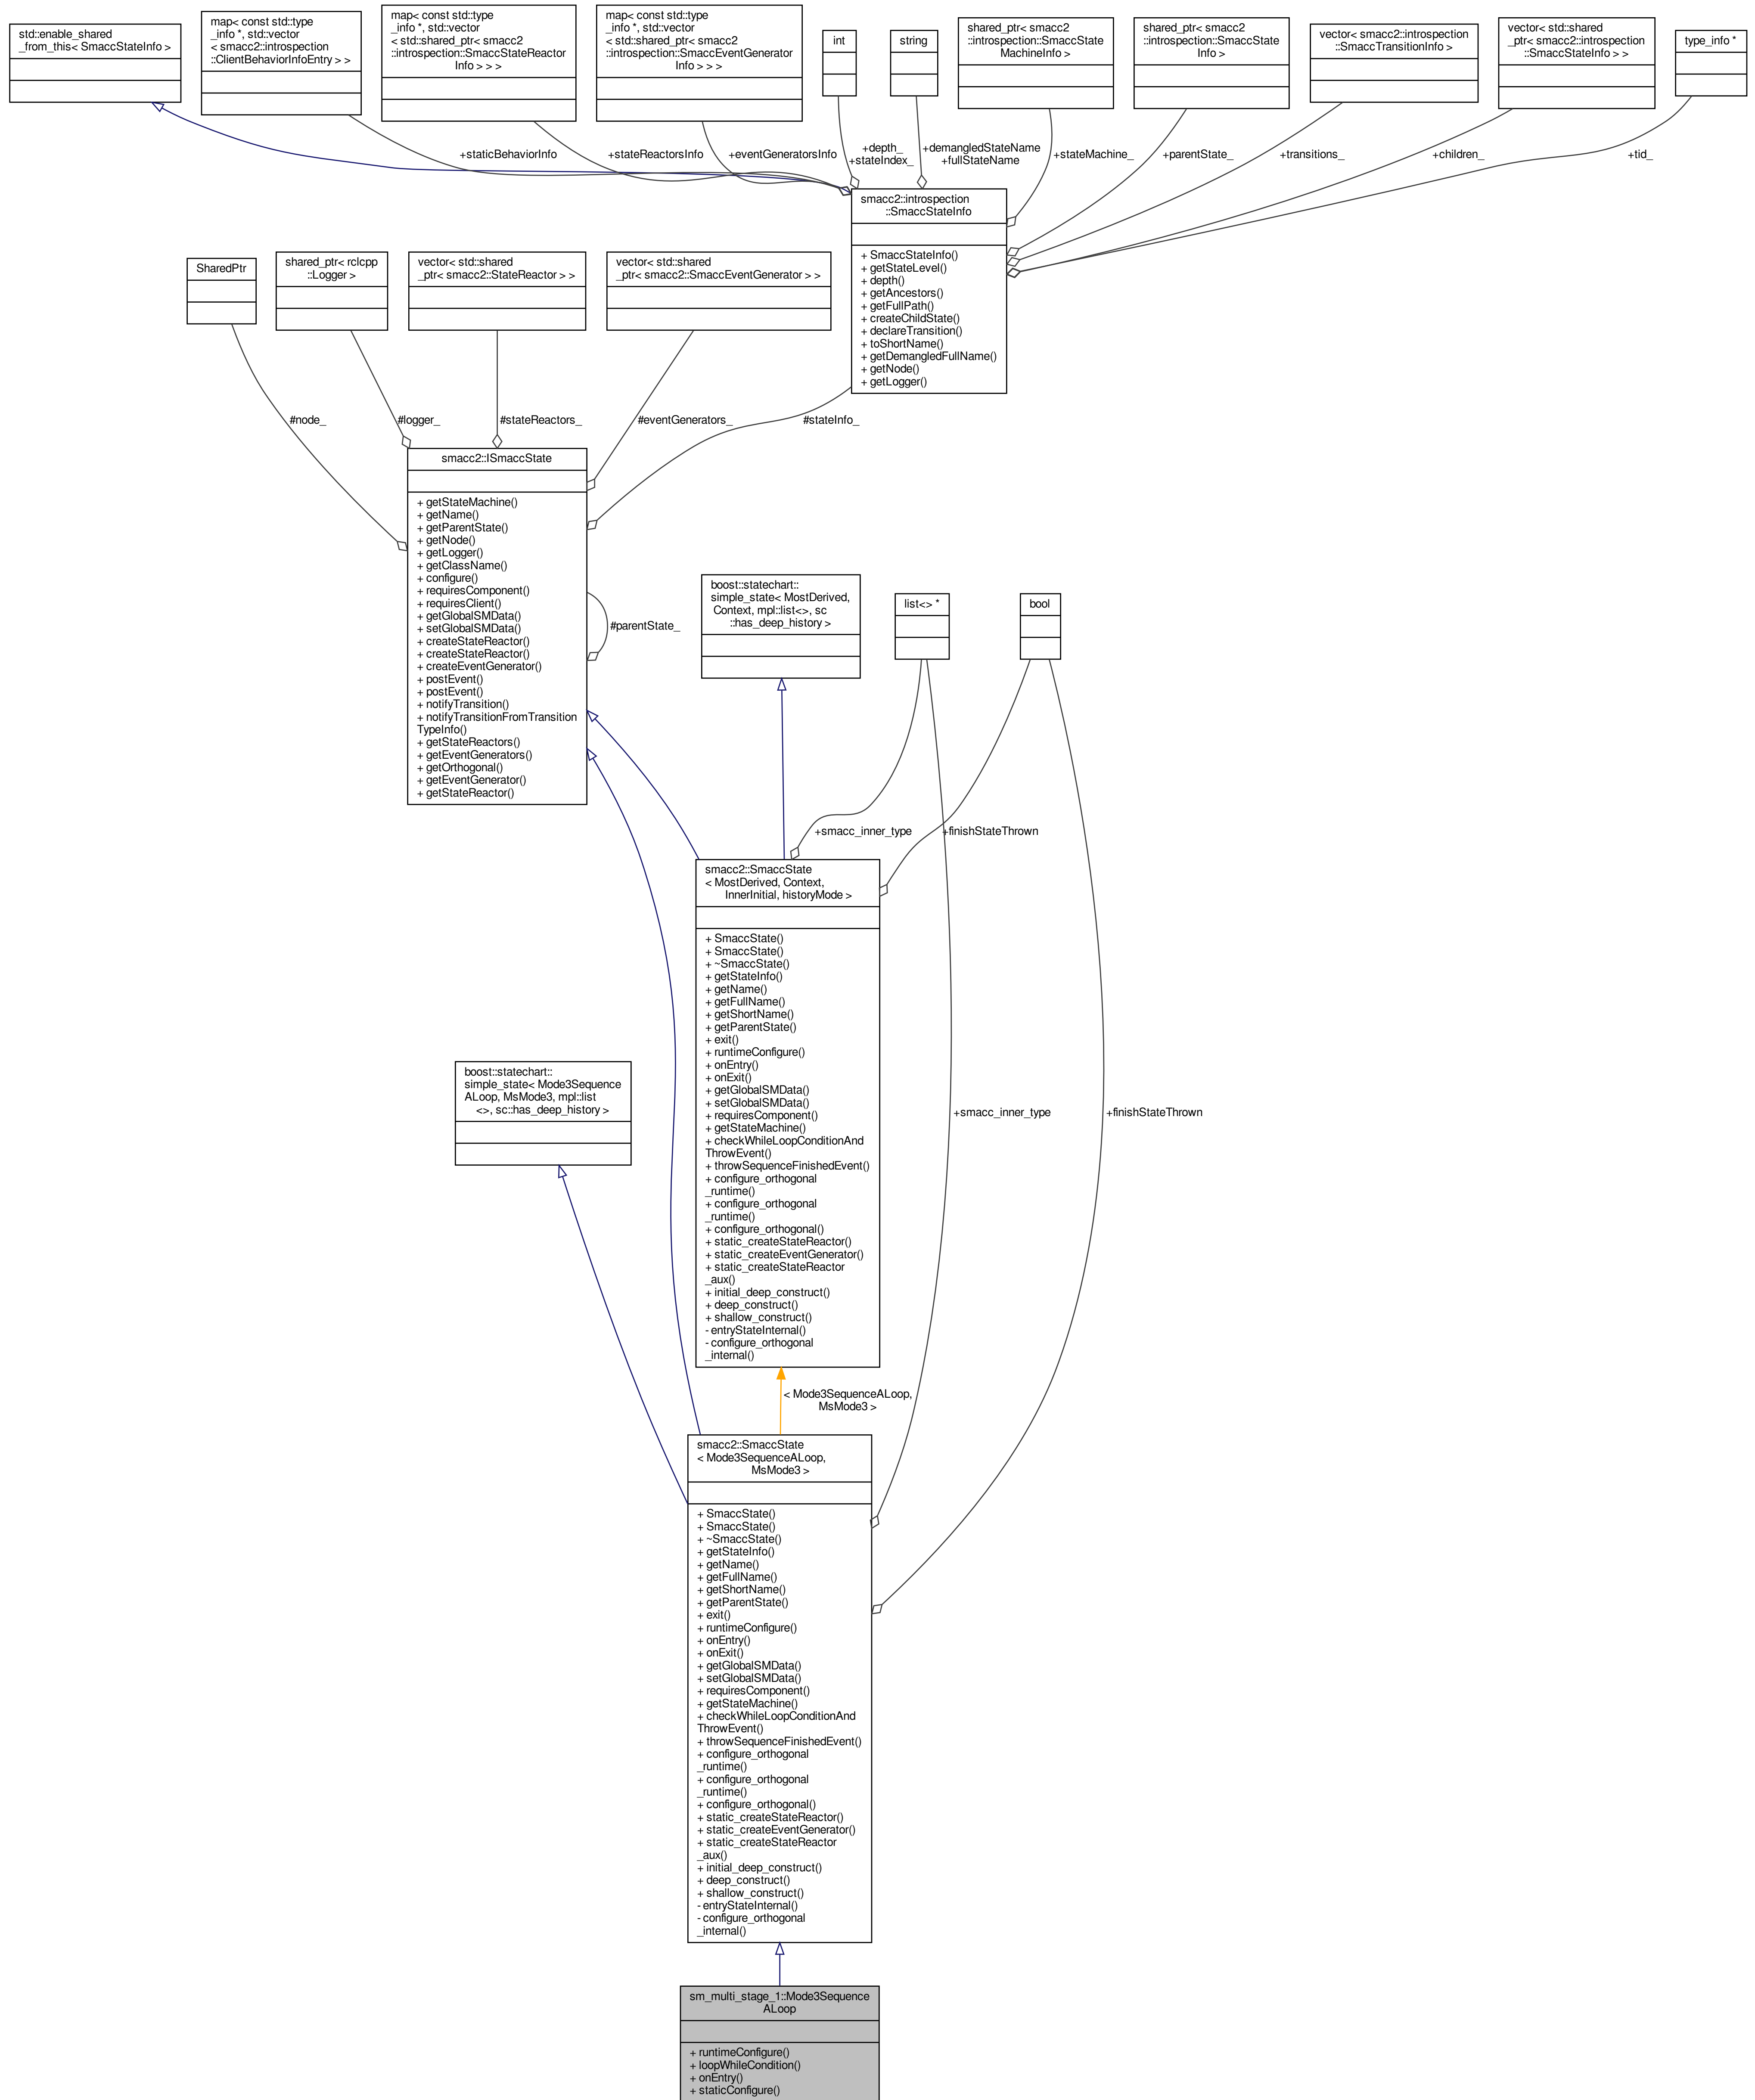 std::enable_shared
_from_this< SmaccStateInfo >
map< const std::type
_info *, std::vector
< smacc2::introspection
::ClientBehaviorInfoEntry > >
map< const std::type
_info *, std::vector
< std::shared_ptr< smacc2
::introspection::SmaccStateReactor
Info > > >
map< const std::type
_info *, std::vector
< std::shared_ptr< smacc2
::introspection::SmaccEventGenerator
Info > > >
int
string
shared_ptr< smacc2
::introspection::SmaccState
MachineInfo >
shared_ptr< smacc2
::introspection::SmaccState
Info >
vector< smacc2::introspection
::SmaccTransitionInfo >
vector< std::shared
_ptr< smacc2::introspection
::SmaccStateInfo > >
type_info *
+staticBehaviorInfo
+stateReactorsInfo
+eventGeneratorsInfo
+depth_
+stateIndex_
+demangledStateName
+fullStateName
+stateMachine_
+parentState_
+transitions_
+children_
+tid_
smacc2::introspection
::SmaccStateInfo
+ SmaccStateInfo()
+ getStateLevel()
+ depth()
+ getAncestors()
+ getFullPath()
+ createChildState()
+ declareTransition()
+ toShortName()
+ getDemangledFullName()
+ getNode()
+ getLogger()
SharedPtr
shared_ptr< rclcpp
::Logger >
vector< std::shared
_ptr< smacc2::StateReactor > >
vector< std::shared
_ptr< smacc2::SmaccEventGenerator > >
#node_
#logger_
#stateReactors_
#eventGenerators_
#stateInfo_
smacc2::ISmaccState
+ getStateMachine()
+ getName()
+ getParentState()
+ getNode()
+ getLogger()
+ getClassName()
+ configure()
+ requiresComponent()
+ requiresClient()
+ getGlobalSMData()
+ setGlobalSMData()
+ createStateReactor()
+ createStateReactor()
+ createEventGenerator()
+ postEvent()
+ postEvent()
+ notifyTransition()
+ notifyTransitionFromTransition
TypeInfo()
+ getStateReactors()
+ getEventGenerators()
+ getOrthogonal()
+ getEventGenerator()
+ getStateReactor()
#parentState_
boost::statechart::
simple_state< MostDerived,
Context, mpl::list<>, sc
::has_deep_history >
list<> *
bool
+smacc_inner_type
+finishStateThrown
smacc2::SmaccState
< MostDerived, Context,
InnerInitial, historyMode >
+ SmaccState()
+ SmaccState()
+ ~SmaccState()
+ getStateInfo()
+ getName()
+ getFullName()
+ getShortName()
+ getParentState()
+ exit()
+ runtimeConfigure()
+ onEntry()
+ onExit()
+ getGlobalSMData()
+ setGlobalSMData()
+ requiresComponent()
+ getStateMachine()
+ checkWhileLoopConditionAnd
ThrowEvent()
+ throwSequenceFinishedEvent()
+ configure_orthogonal
_runtime()
+ configure_orthogonal
_runtime()
+ configure_orthogonal()
+ static_createStateReactor()
+ static_createEventGenerator()
+ static_createStateReactor
_aux()
+ initial_deep_construct()
+ deep_construct()
+ shallow_construct()
- entryStateInternal()
- configure_orthogonal
_internal()
boost::statechart::
simple_state< Mode3Sequence
ALoop, MsMode3, mpl::list
<>, sc::has_deep_history >
+smacc_inner_type
+finishStateThrown
< Mode3SequenceALoop,
MsMode3 >
smacc2::SmaccState
< Mode3SequenceALoop,
MsMode3 >
+ SmaccState()
+ SmaccState()
+ ~SmaccState()
+ getStateInfo()
+ getName()
+ getFullName()
+ getShortName()
+ getParentState()
+ exit()
+ runtimeConfigure()
+ onEntry()
+ onExit()
+ getGlobalSMData()
+ setGlobalSMData()
+ requiresComponent()
+ getStateMachine()
+ checkWhileLoopConditionAnd
ThrowEvent()
+ throwSequenceFinishedEvent()
+ configure_orthogonal
_runtime()
+ configure_orthogonal
_runtime()
+ configure_orthogonal()
+ static_createStateReactor()
+ static_createEventGenerator()
+ static_createStateReactor
_aux()
+ initial_deep_construct()
+ deep_construct()
+ shallow_construct()
- entryStateInternal()
- configure_orthogonal
_internal()
sm_multi_stage_1::Mode3Sequence
ALoop
+ runtimeConfigure()
+ loopWhileCondition()
+ onEntry()
+ staticConfigure()